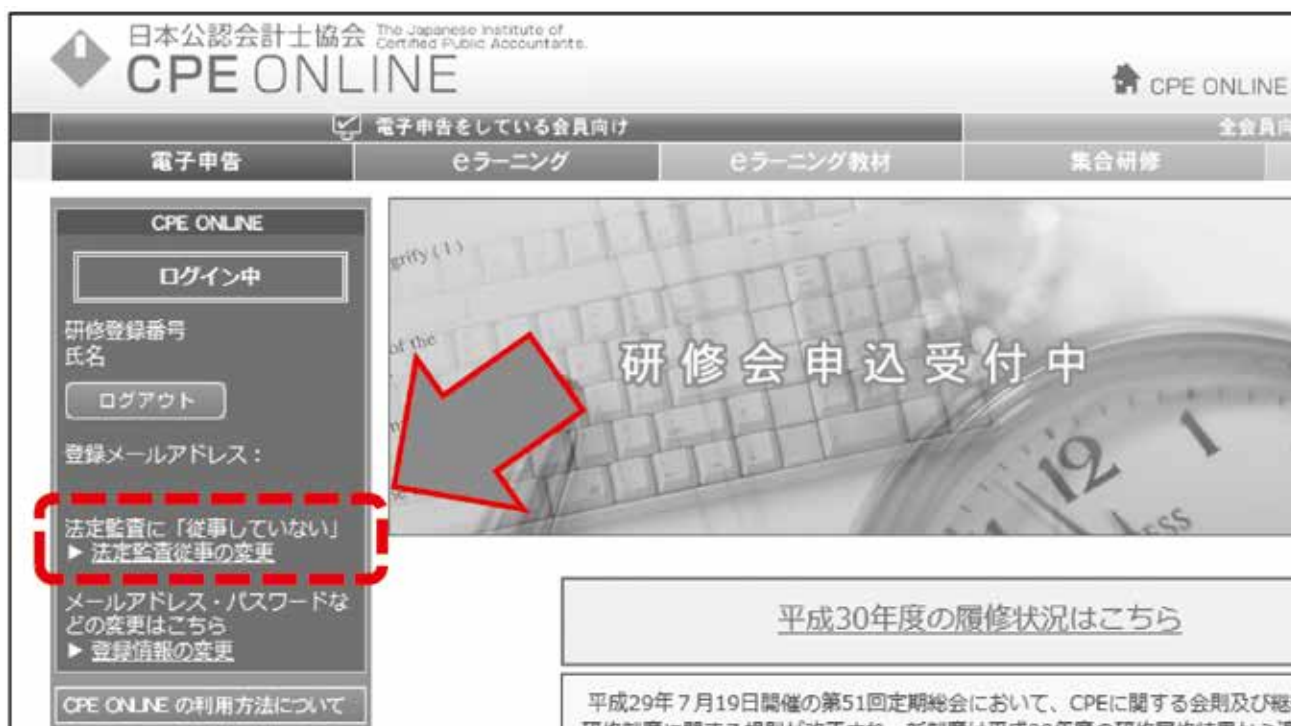 日本公認会計士協会 The Japanese Institute of
Certified Public Accountants.
CPE ONLINE
CPE ONLINE
電子申告をしている会員向け
全会員向
電子申告
eラーニング
eラーニング教材
集合研修
CPE ONLINE
ログイン中
研修登録番号
氏名
ログアウト
登録メールアドレス：
法定監査に「従事していない」
▶ 法定監査従事の変更
メールアドレス・パスワードな
どの変更はこちら
▶ 登録情報の変更
CPE ONLINE の利用方法について
grify ( 1 )
of the
研修会申込受付中
12
1
ESS
平成30年度の履修状況はこちら
平成29年７月19日開催の第51回定期総会において、CPEに関する会則及び継